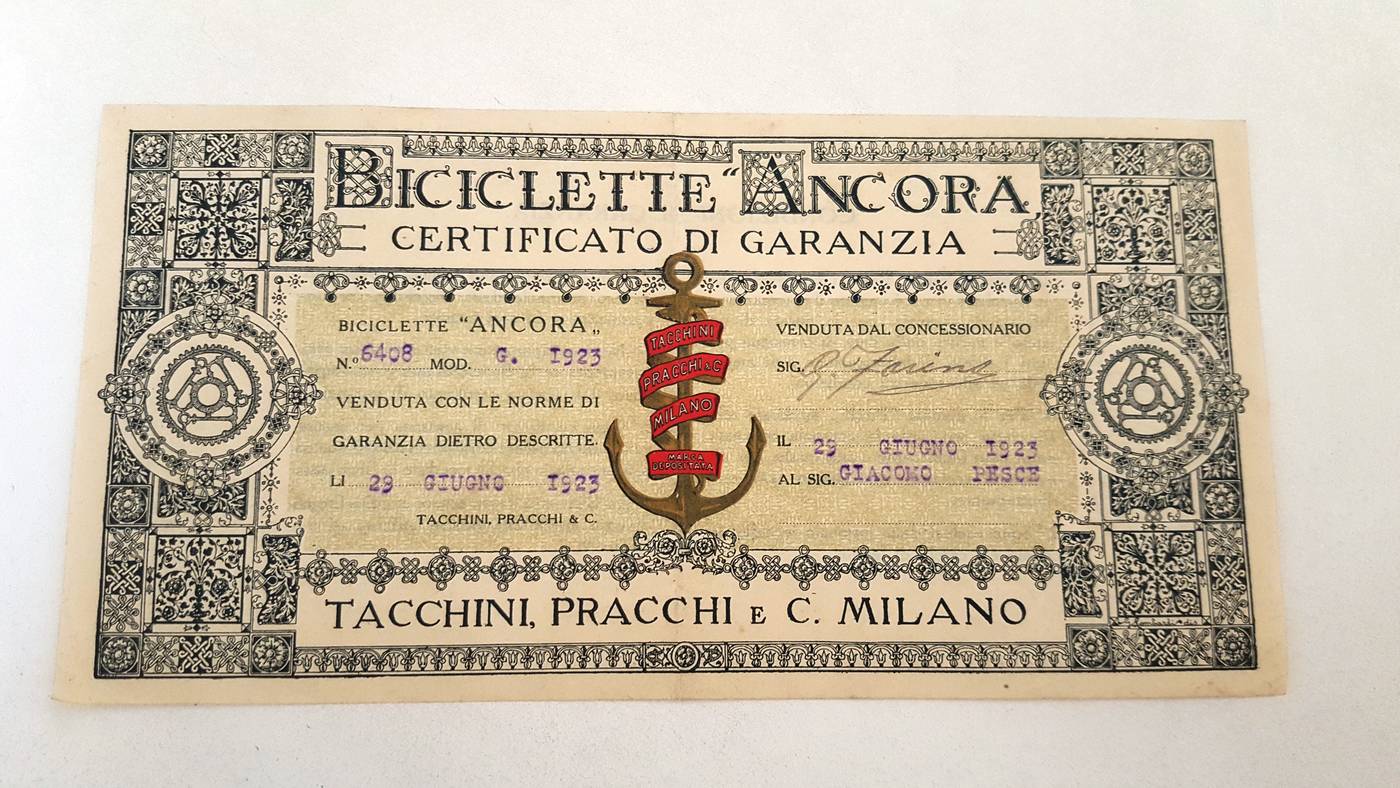 BICICLETTE “ANCORA„
CERTIFICATO DI GARANZIA
BICICLETTE “ANCORA„
N.º 6408 MOD. G. 1923
VENDUTA CON LE NORME DI
GARANZIA DIETRO DESCRITTE.
LI 29 GIUGNO 1923
TACCHINI, PRACCHI & C.
TACCHINI
PRACCHI & C
MILANO
MARCA
DEPOSITATA
VENDUTA DAL CONCESSIONARIO
SIG. G. Farina
IL 29 GIUGNO 1923
AL SIG. GIACOMO PESCE
TACCHINI, PRACCHI E C. MILANO